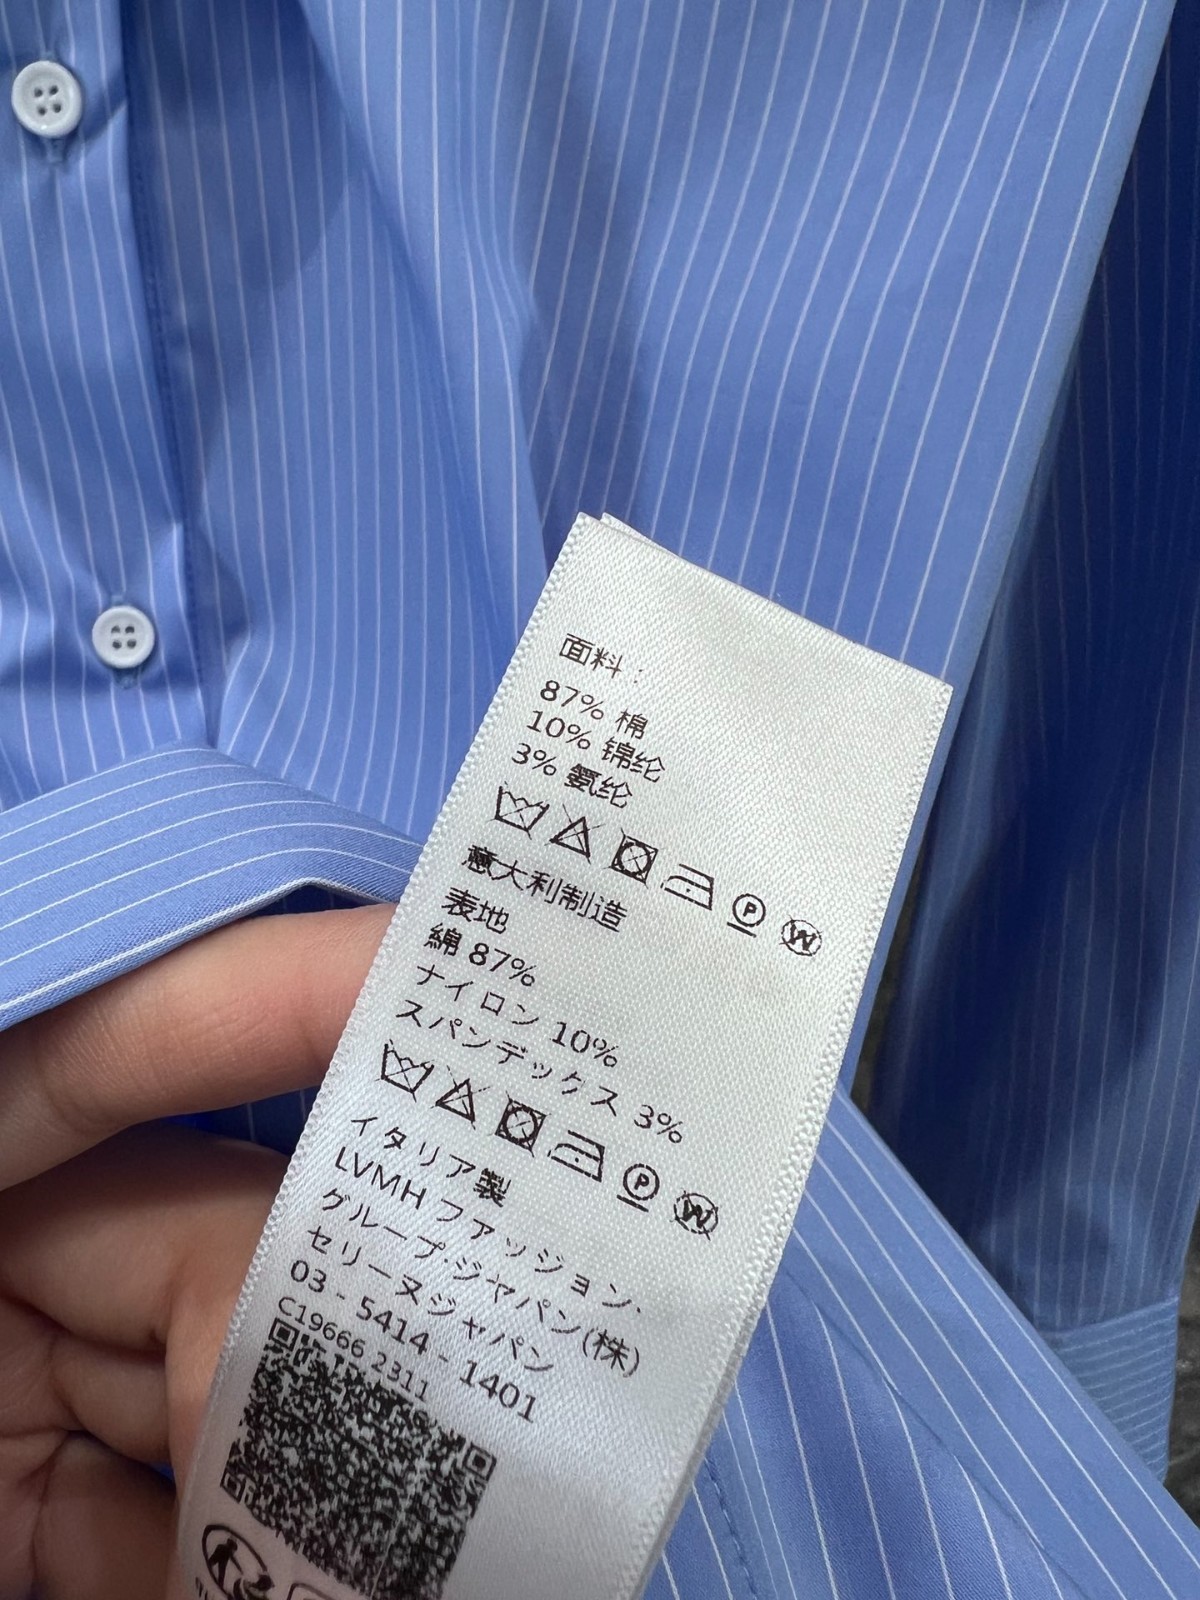 面料：
87% 棉
10% 锦纶
3% 氨纶
P
W
意大利制造
表地
綿 87%
ナイロン 10%
スパンデックス 3%
P
W
イタリア製
LVMH ファッション.
グループ.ジャパン(株)
セリーヌジャパン
03 - 5414 - 1401
C19666 2311